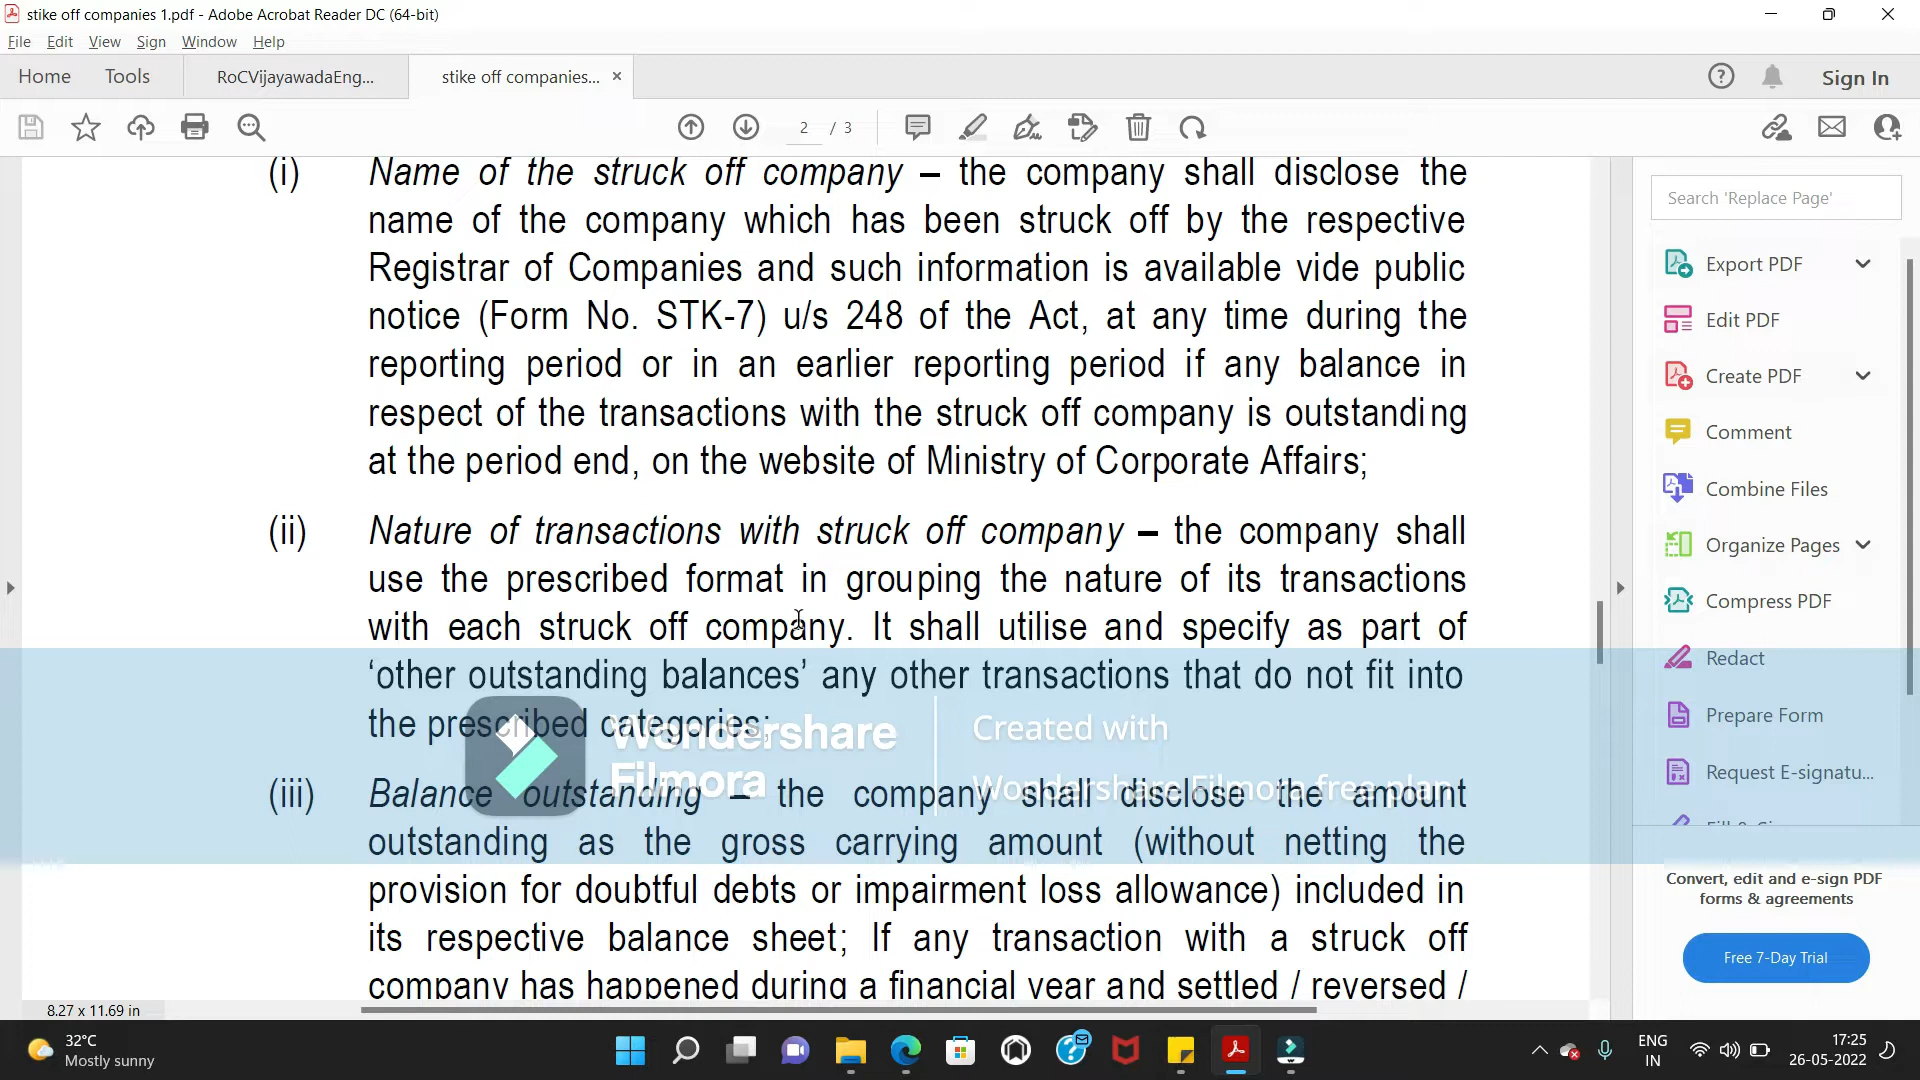 stike off companies 1.pdf - Adobe Acrobat Reader DC (64-bit)
File Edit View Sign Window Help
Home Tools RoCVijayawadaEng... stike off companies... × Sign In
2 / 3
(i) Name of the struck off company – the company shall disclose the
name of the company which has been struck off by the respective
Registrar of Companies and such information is available vide public
notice (Form No. STK-7) u/s 248 of the Act, at any time during the
reporting period or in an earlier reporting period if any balance in
respect of the transactions with the struck off company is outstanding
at the period end, on the website of Ministry of Corporate Affairs;
(ii) Nature of transactions with struck off company – the company shall
use the prescribed format in grouping the nature of its transactions
with each struck off company. It shall utilise and specify as part of
‘other outstanding balances’ any other transactions that do not fit into
the prescribed categories;
(iii) Balance outstanding – the company shall disclose the amount
outstanding as the gross carrying amount (without netting the
provision for doubtful debts or impairment loss allowance) included in
its respective balance sheet; If any transaction with a struck off
company has happened during a financial year and settled / reversed /
Wondershare
Filmora
Created with
Wondershare Filmora free plan
Search 'Replace Page'
Export PDF
Edit PDF
Create PDF
Comment
Combine Files
Organize Pages
Compress PDF
Redact
Prepare Form
Request E-signatu...
Convert, edit and e-sign PDF
forms & agreements
Free 7-Day Trial
8.27 x 11.69 in
32°C
Mostly sunny
ENG
IN
17:25
26-05-2022